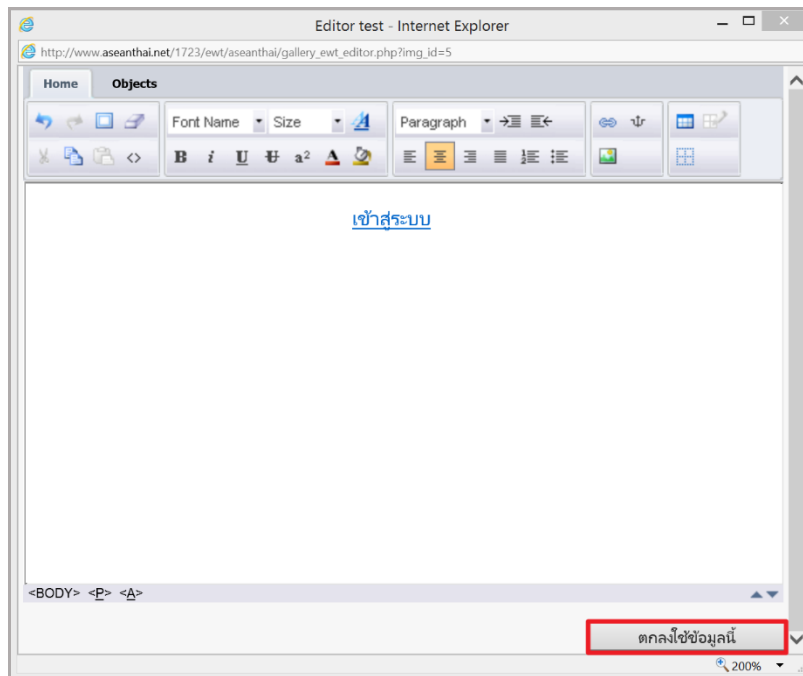 Editor test - Internet Explorer
http://www.aseanthai.net/1723/ewt/aseanthai/gallery_ewt_editor.php?img_id=5
Home Objects
Font Name Size A Paragraph
B i U U a² A
เข้าสู่ระบบ
<BODY> <P> <A>
ตกลงใช้ข้อมูลนี้
200%